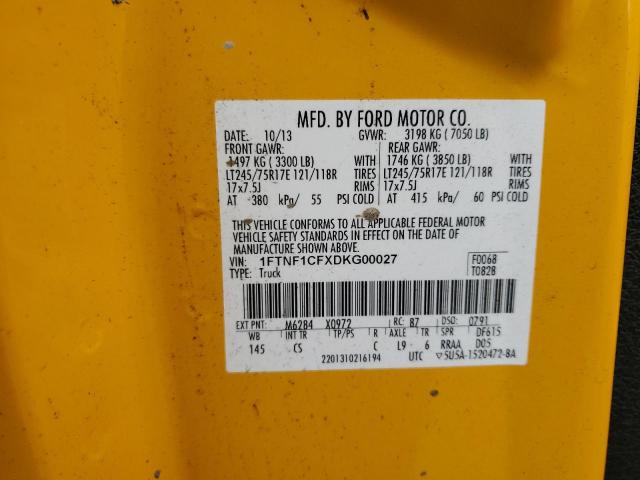 MFD. BY FORD MOTOR CO.
DATE: 10/13 GVWR: 3198 KG ( 7050 LB)
FRONT GAWR: REAR GAWR:
1497 KG ( 3300 LB) WITH 1746 KG ( 3850 LB) WITH
LT245/75R17E 121/118R TIRES LT245/75R17E 121/118R TIRES
17x7.5J RIMS 17x7.5J RIMS
AT 380 kPa/ 55 PSI COLD AT 415 kPa/ 60 PSI COLD
THIS VEHICLE CONFORMS TO ALL APPLICABLE FEDERAL MOTOR
VEHICLE SAFETY STANDARDS IN EFFECT ON THE DATE OF
MANUFACTURE SHOWN ABOVE.
VIN: 1FTNF1CFXDKG00027 F0068
TYPE: Truck T0828
EXT PNT: M6284 X0972 RC: 87 DSO: 0791
WB INT TR TP/PS R AXLE TR SPR DF615
145 CS C L9 6 RRAA D05
2201310216194 UTC ▽5U5A-1520472-BA